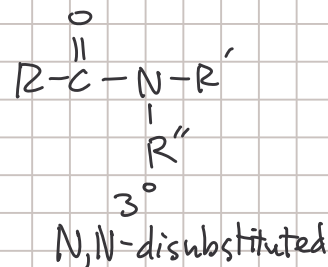 O
||
R-C-N-R'
|
R"
3°
N,N-disubstituted